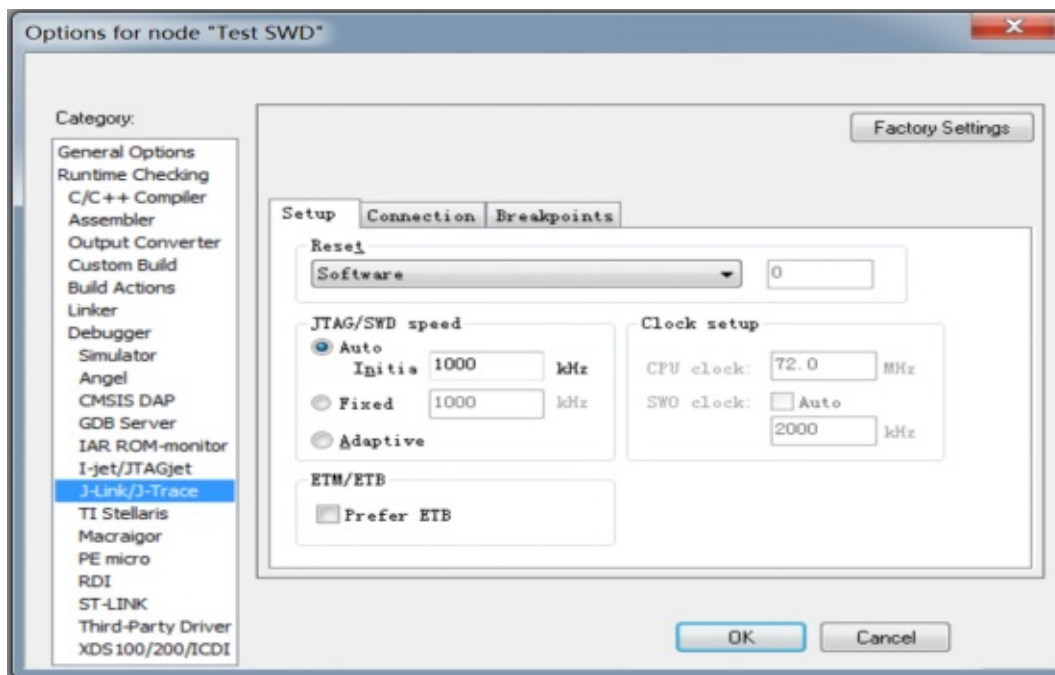 Options for node "Test SWD"
Category:
Factory Settings
General Options
Runtime Checking
C/C++ Compiler
Assembler
Output Converter
Custom Build
Build Actions
Linker
Debugger
Simulator
Angel
CMSIS DAP
GDB Server
IAR ROM-monitor
I-jet/JTAGjet
J-Link/J-Trace
TI Stellaris
Macraigor
PE micro
RDI
ST-LINK
Third-Party Driver
XDS100/200/ICDI
Setup Connection Breakpoints
Reset
Software 0
JTAG/SWD speed
Auto
Initia 1000 kHz
Fixed 1000 kHz
Adaptive
Clock setup
CPU clock: 72.0 MHz
SWO clock: Auto
2000 kHz
ETM/ETB
Prefer ETB
OK Cancel